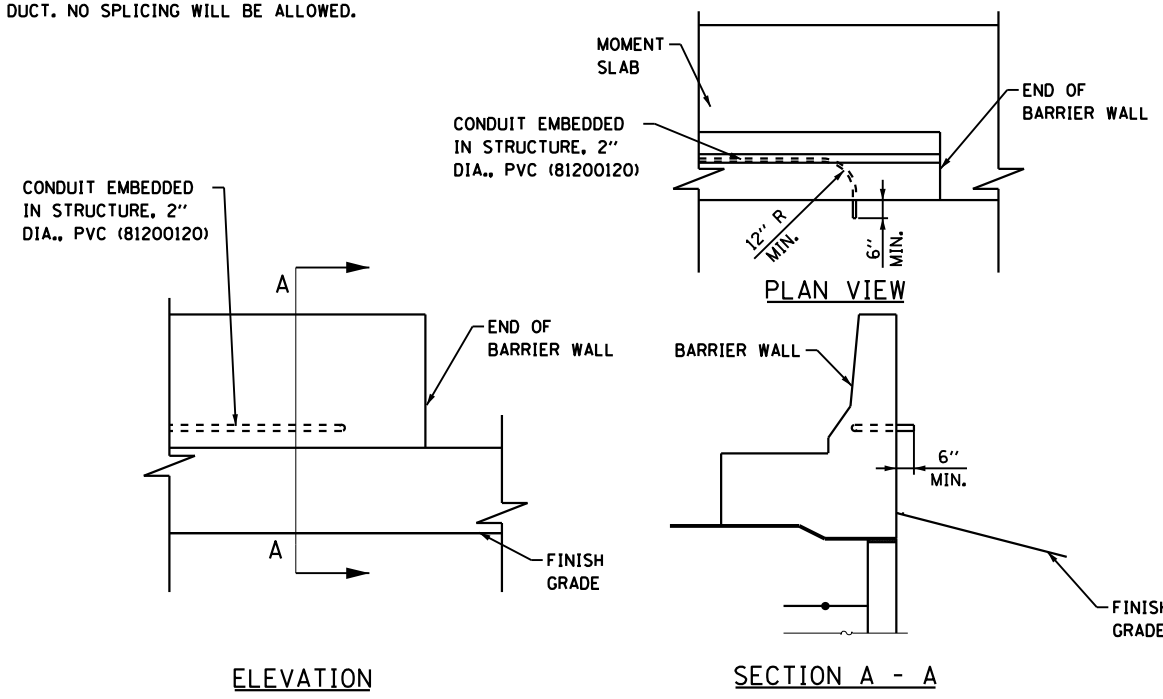 DUCT. NO SPLICING WILL BE ALLOWED.
MOMENT
SLAB
END OF
BARRIER WALL
CONDUIT EMBEDDED
IN STRUCTURE, 2"
DIA., PVC (81200120)
12" R
MIN.
6"
MIN.
PLAN VIEW
CONDUIT EMBEDDED
IN STRUCTURE, 2"
DIA., PVC (81200120)
A
END OF
BARRIER WALL
A
FINISH
GRADE
ELEVATION
BARRIER WALL
6"
MIN.
FINISH
GRADE
SECTION A - A